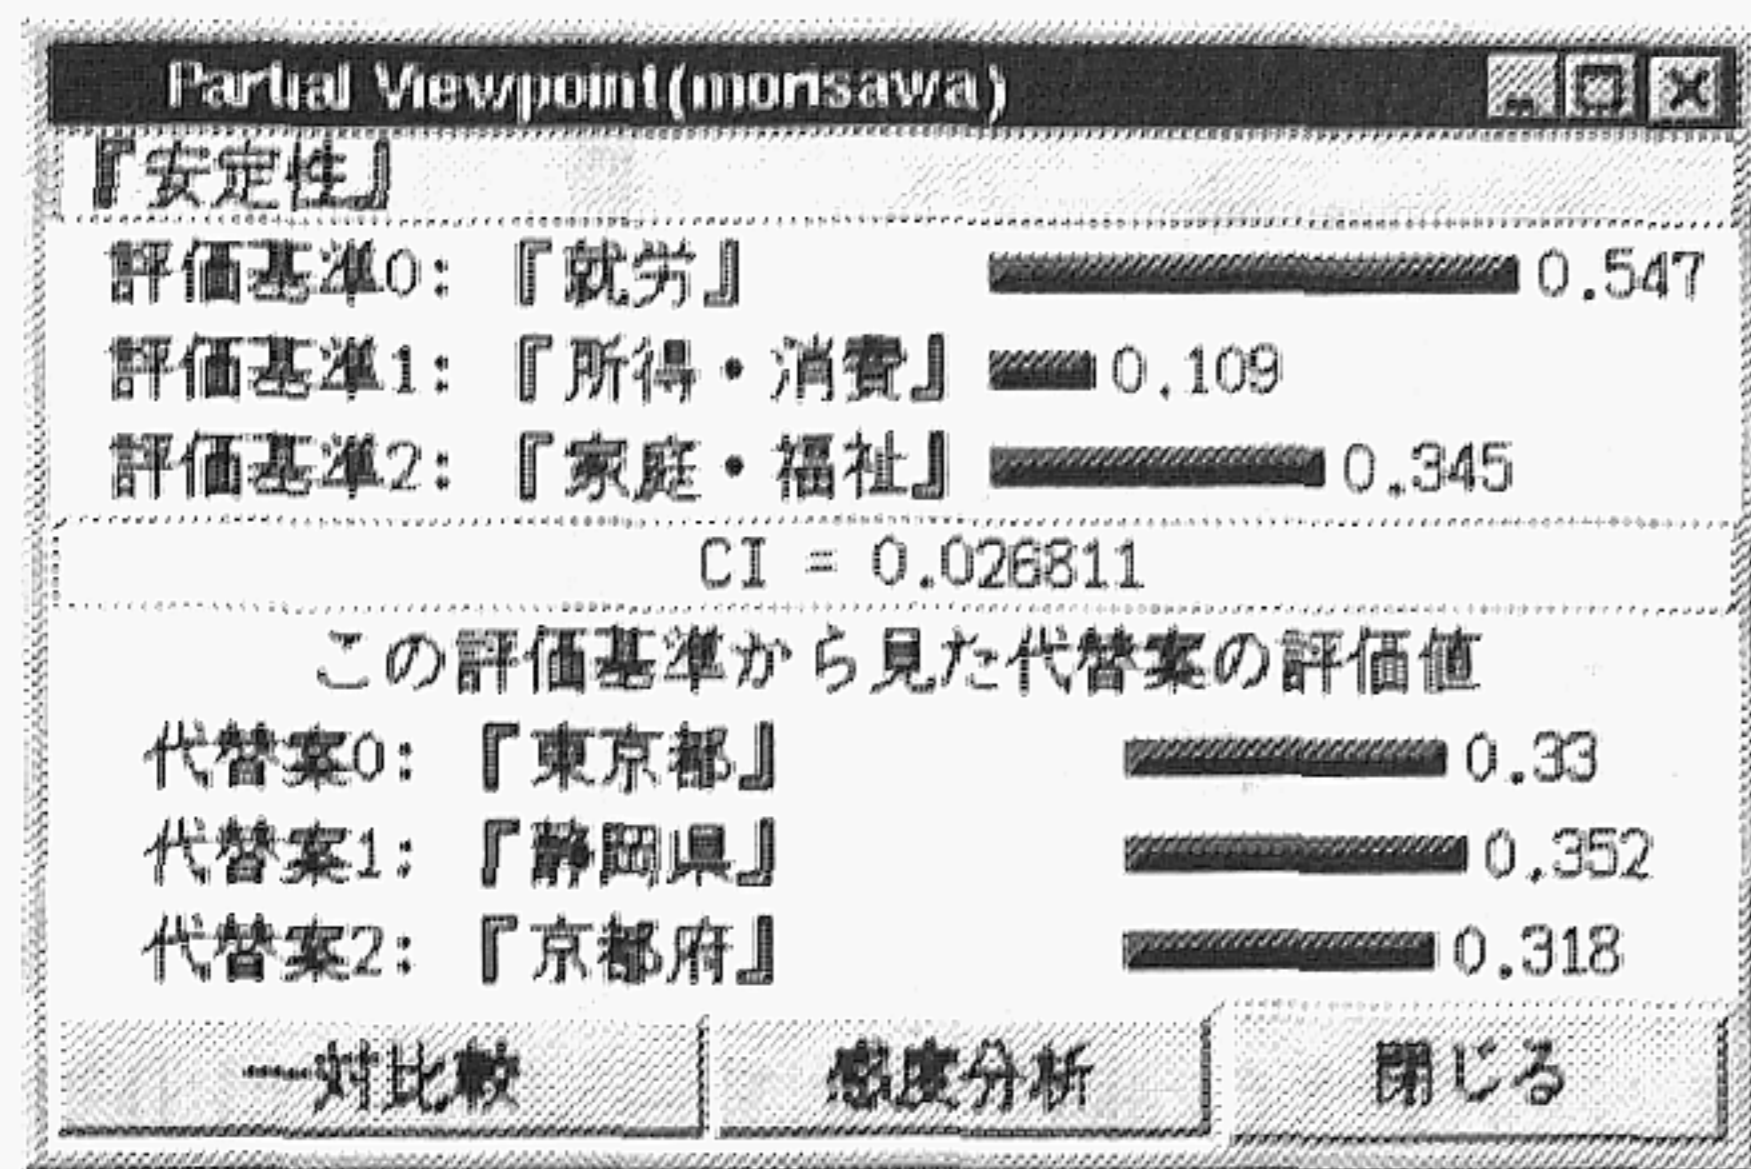 Partial Viewpoint(morisawa)
『安定性』
評価基準0: 『就労』 0.547
評価基準1: 『所得・消費』 0.109
評価基準2: 『家庭・福祉』 0.345
CI = 0.026811
この評価基準から見た代替案の評価値
代替案0: 『東京都』 0.33
代替案1: 『静岡県』 0.352
代替案2: 『京都府』 0.318
一対比較 感度分析 閉じる